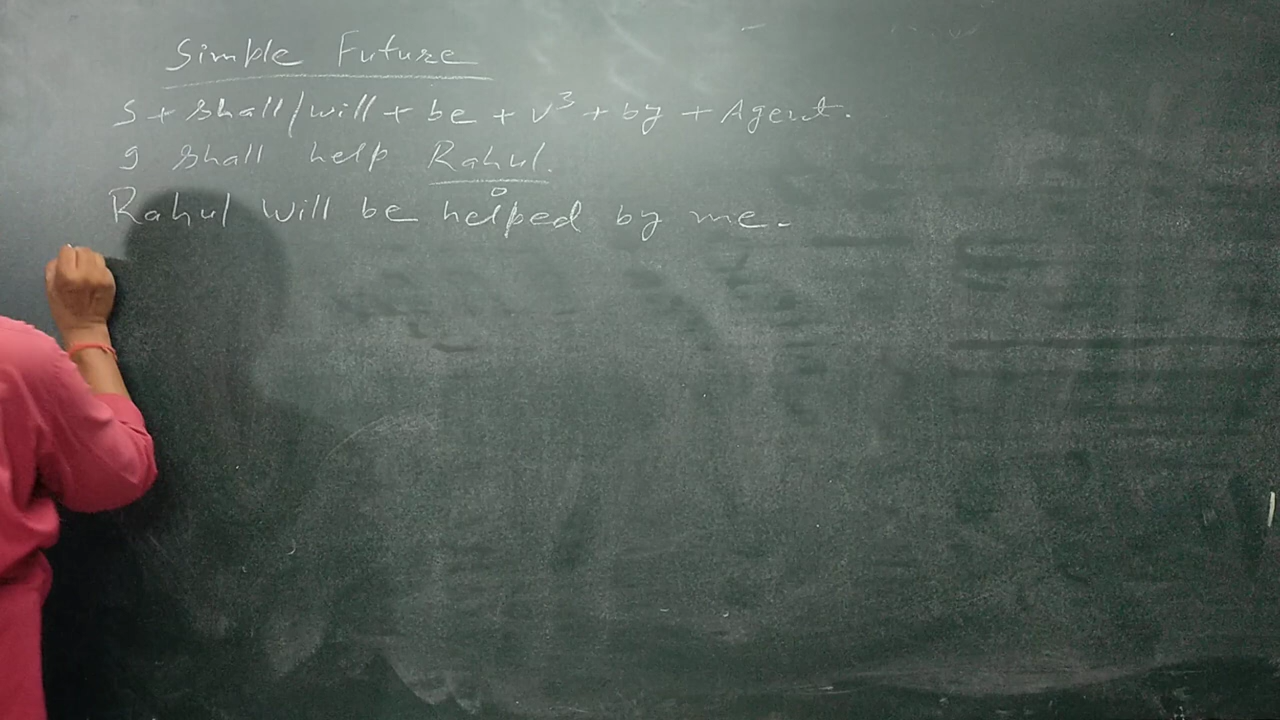 Simple Future
S + shall/will + be + v³ + by + Agent.
I shall help Rahul.
o
Rahul will be helped by me.